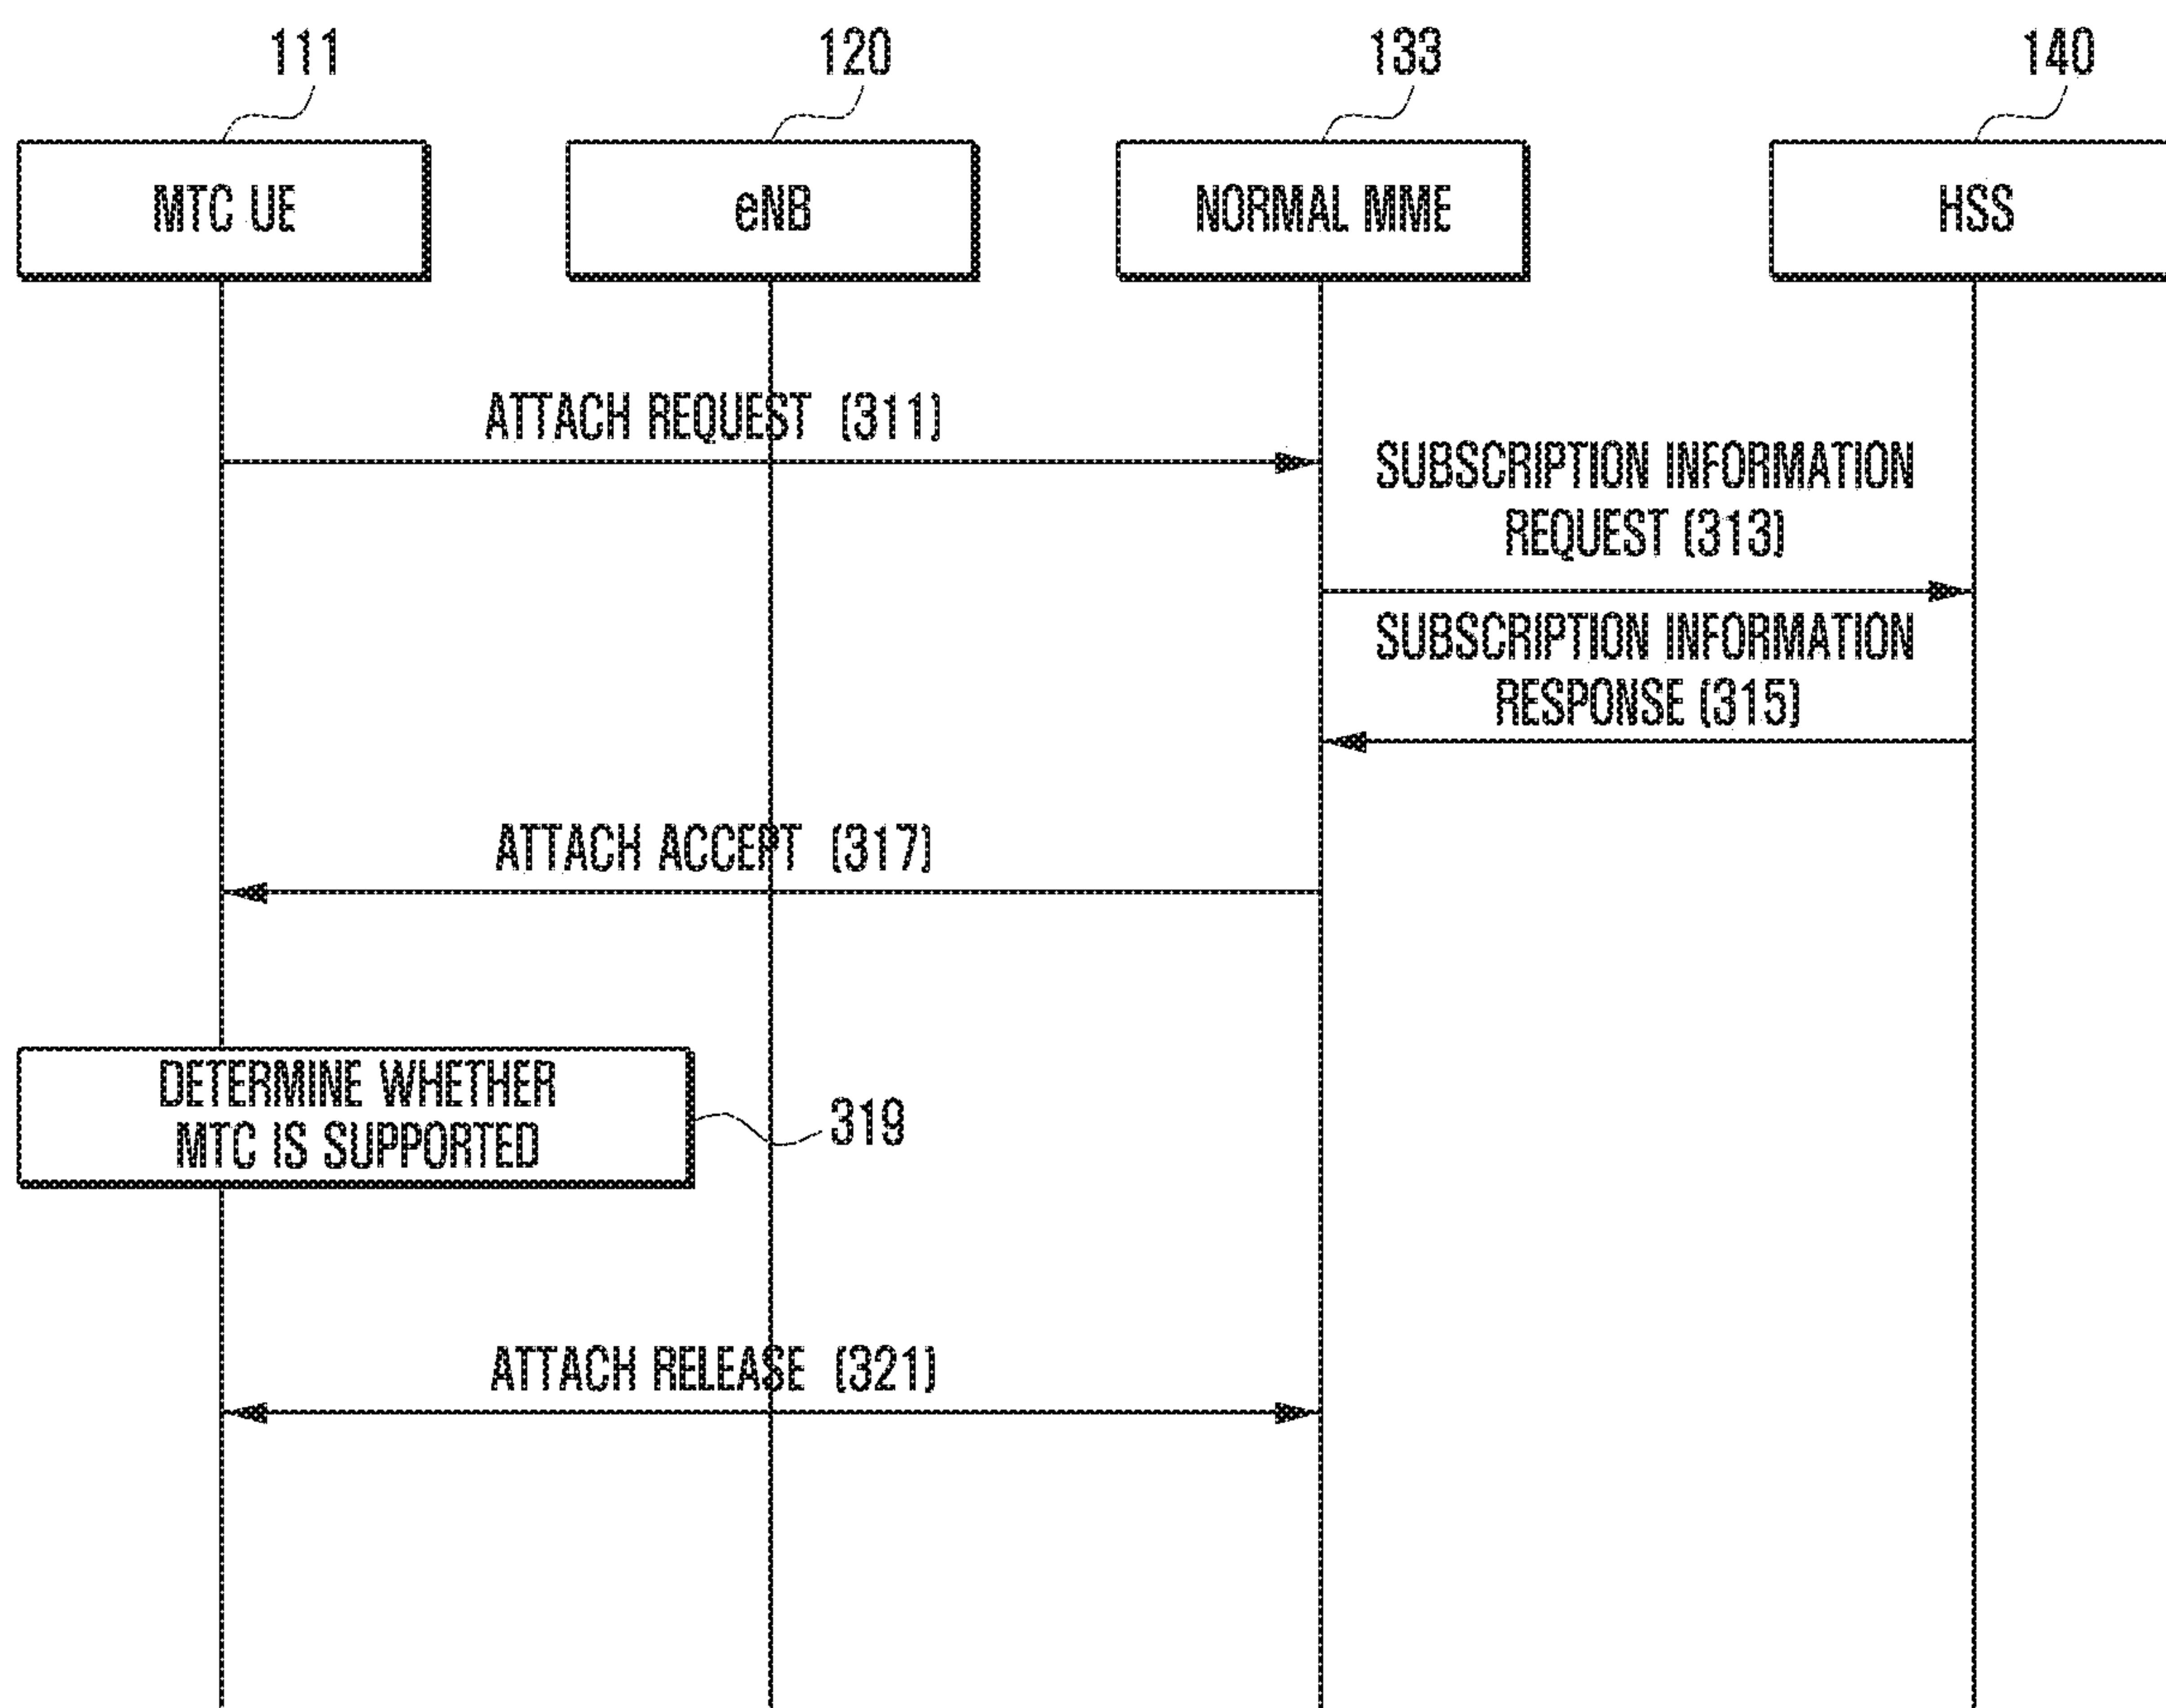 111
120
133
140
MTC UE
eNB
NORMAL MME
HSS
ATTACH REQUEST (311)
SUBSCRIPTION INFORMATION
REQUEST (313)
SUBSCRIPTION INFORMATION
RESPONSE (315)
ATTACH ACCEPT (317)
DETERMINE WHETHER
MTC IS SUPPORTED
319
ATTACH RELEASE (321)